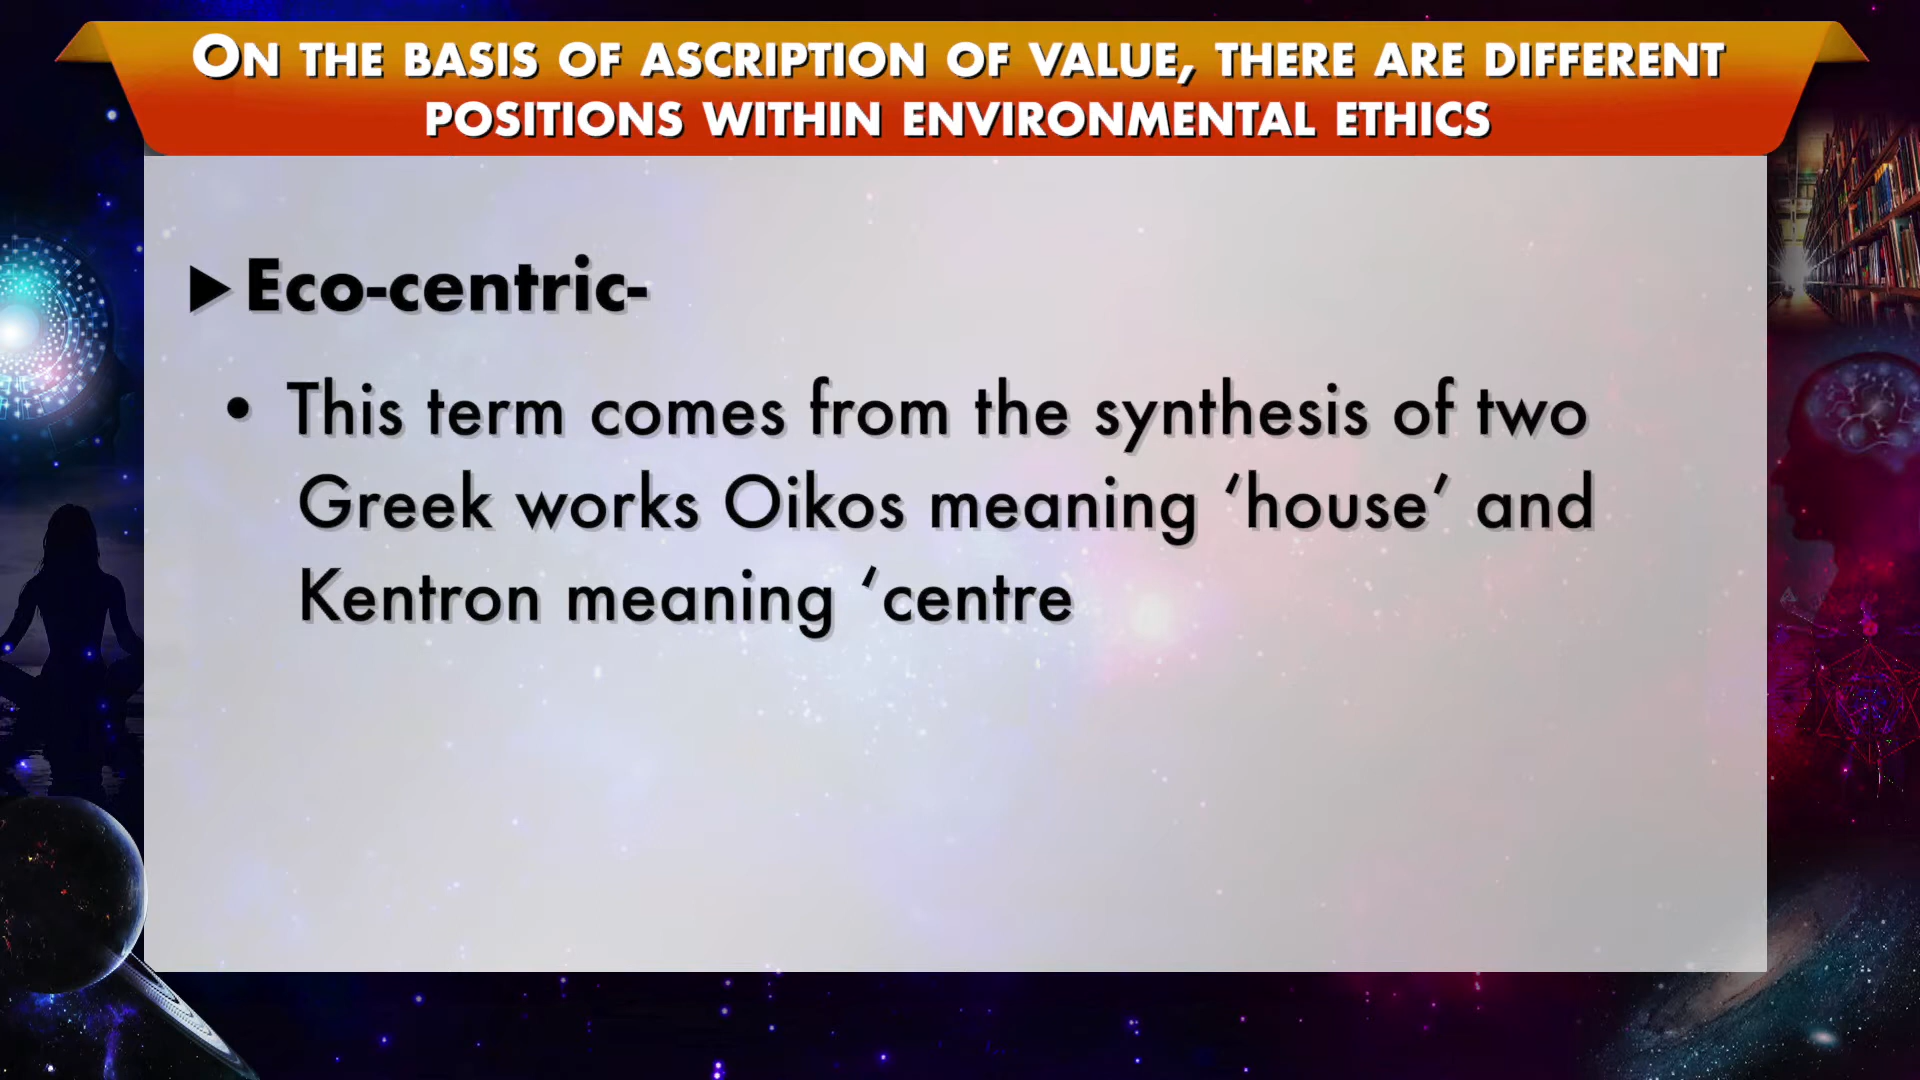 ON THE BASIS OF ASCRIPTION OF VALUE, THERE ARE DIFFERENT
POSITIONS WITHIN ENVIRONMENTAL ETHICS
▶Eco-centric-
• This term comes from the synthesis of two
Greek works Oikos meaning ‘house’ and
Kentron meaning ‘centre